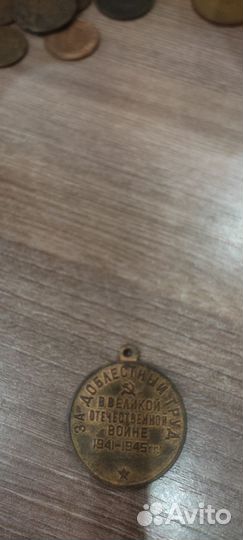 ЗА ДОБЛЕСТНЫЙ ТРУД
В ВЕЛИКОЙ
ОТЕЧЕСТВЕННОЙ
ВОЙНЕ
1941-1945 гг
Avito